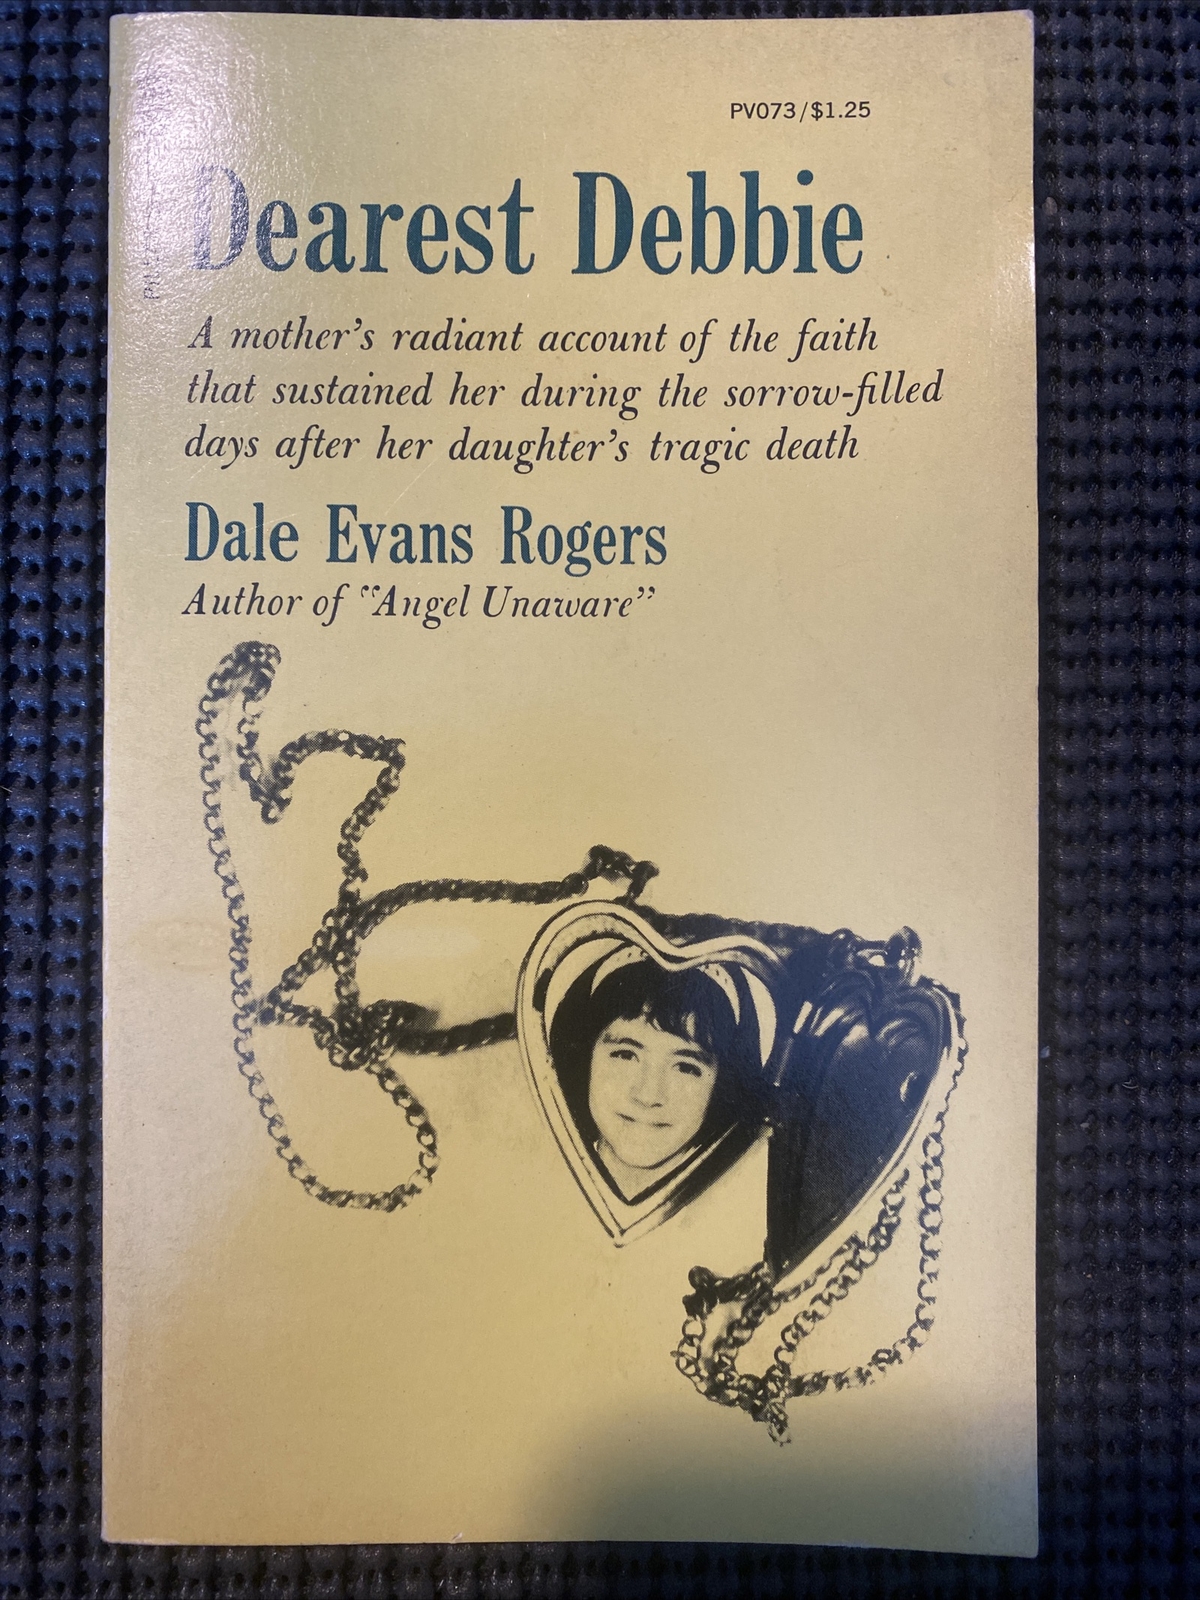 PV073/$1.25
Dearest Debbie
A mother's radiant account of the faith
that sustained her during the sorrow-filled
days after her daughter's tragic death
Dale Evans Rogers
Author of “Angel Unaware”